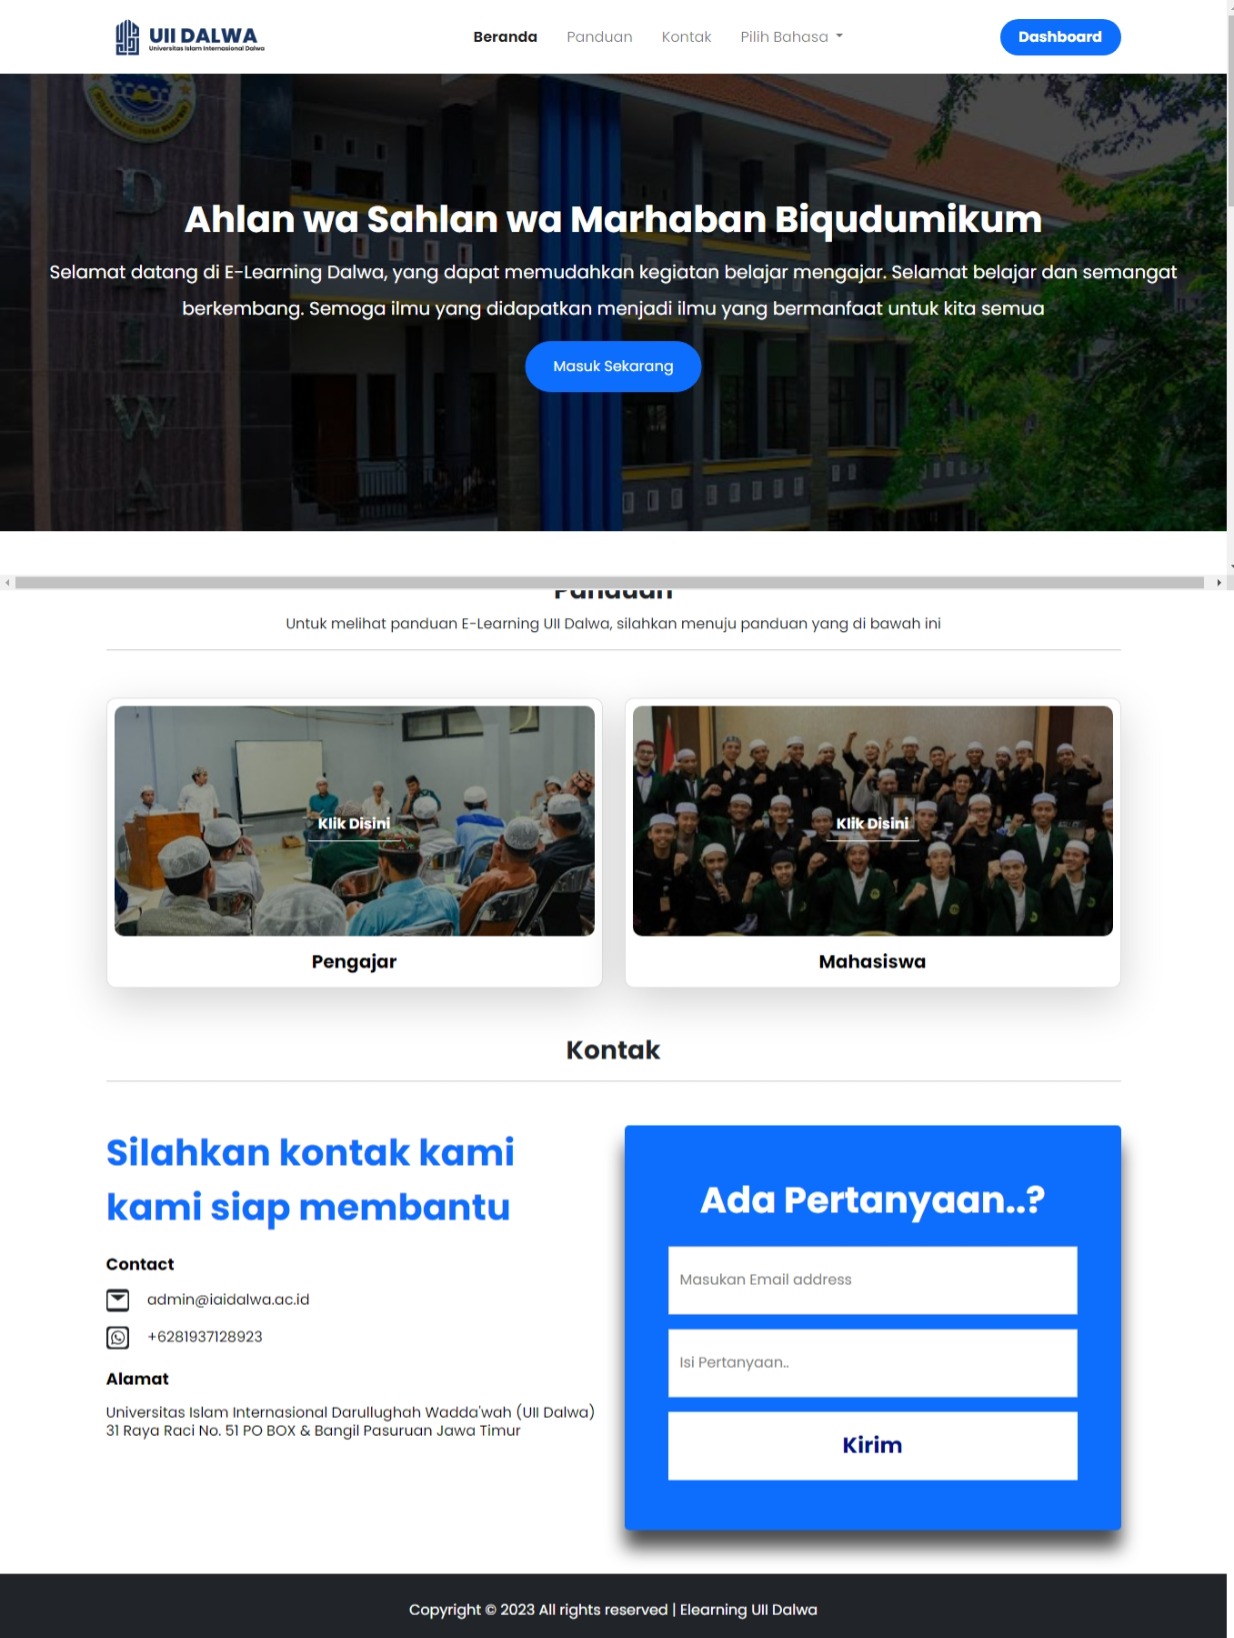 UII DALWA
Universitas Islam Internasional Dalwa
Beranda
Panduan
Kontak
Pilih Bahasa
Dashboard
D
A
L
W
A
Ahlan wa Sahlan wa Marhaban Biqudumikum
Selamat datang di E-Learning Dalwa, yang dapat memudahkan kegiatan belajar mengajar. Selamat belajar dan semangat
berkembang. Semoga ilmu yang didapatkan menjadi ilmu yang bermanfaat untuk kita semua
Masuk Sekarang
Panduan
Untuk melihat panduan E-Learning UII Dalwa, silahkan menuju panduan yang di bawah ini
Klik Disini
Pengajar
Klik Disini
Mahasiswa
Kontak
Silahkan kontak kami
kami siap membantu
Contact
admin@iaidalwa.ac.id
+6281937128923
Alamat
Universitas Islam Internasional Darullughah Wadda'wah (UII Dalwa)
31 Raya Raci No. 51 PO BOX & Bangil Pasuruan Jawa Timur
Ada Pertanyaan..?
Masukan Email address
Isi Pertanyaan..
Kirim
Copyright © 2023 All rights reserved | Elearning UII Dalwa